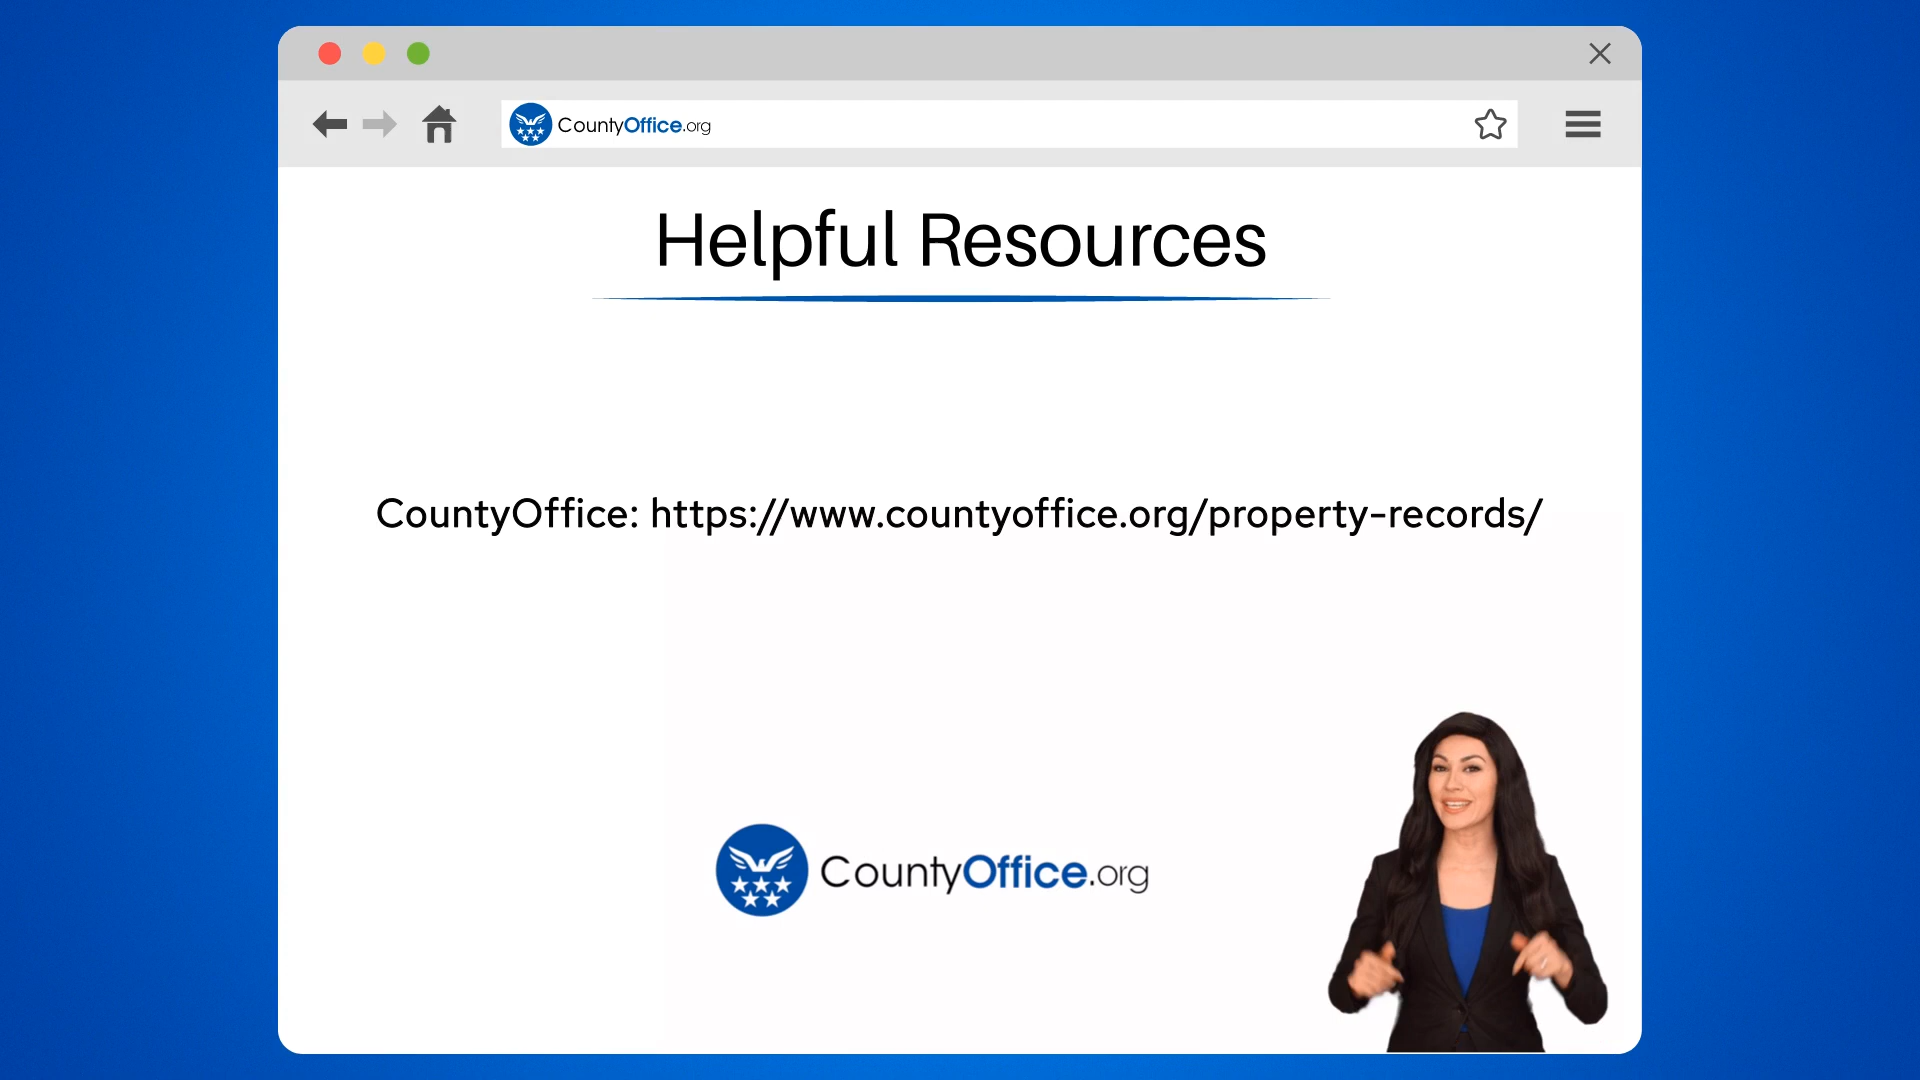 CountyOffice.org
Helpful Resources
CountyOffice: https://www.countyoffice.org/property-records/
CountyOffice.org